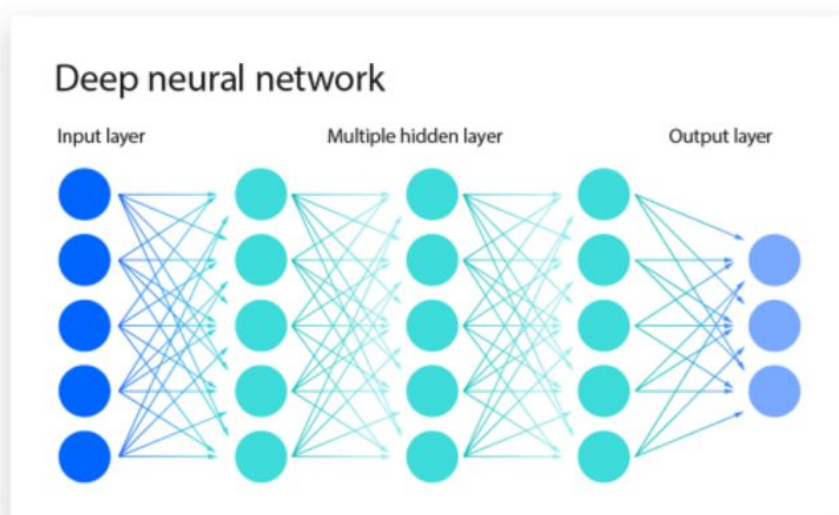 Deep neural network
Input layer
Multiple hidden layer
Output layer